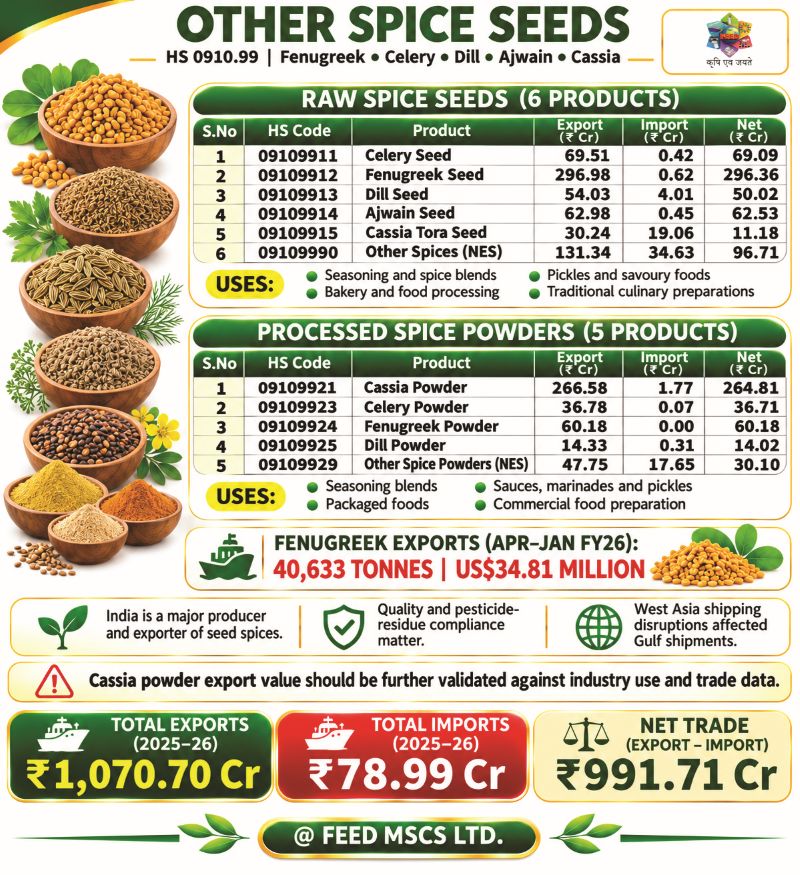 OTHER SPICE SEEDS
HS 0910.99 | Fenugreek • Celery • Dill • Ajwain • Cassia
कृषि एव जयते
RAW SPICE SEEDS (6 PRODUCTS)
S.No HS Code Product Export (₹ Cr) Import (₹ Cr) Net (₹ Cr)
1 09109911 Celery Seed 69.51 0.42 69.09
2 09109912 Fenugreek Seed 296.98 0.62 296.36
3 09109913 Dill Seed 54.03 4.01 50.02
4 09109914 Ajwain Seed 62.98 0.45 62.53
5 09109915 Cassia Tora Seed 30.24 19.06 11.18
6 09109990 Other Spices (NES) 131.34 34.63 96.71
USES:
Seasoning and spice blends
Pickles and savoury foods
Bakery and food processing
Traditional culinary preparations
PROCESSED SPICE POWDERS (5 PRODUCTS)
S.No HS Code Product Export (₹ Cr) Import (₹ Cr) Net (₹ Cr)
1 09109921 Cassia Powder 266.58 1.77 264.81
2 09109923 Celery Powder 36.78 0.07 36.71
3 09109924 Fenugreek Powder 60.18 0.00 60.18
4 09109925 Dill Powder 14.33 0.31 14.02
5 09109929 Other Spice Powders (NES) 47.75 17.65 30.10
USES:
Seasoning blends
Sauces, marinades and pickles
Packaged foods
Commercial food preparation
FENUGREEK EXPORTS (APR–JAN FY26):
40,633 TONNES | US$34.81 MILLION
India is a major producer
and exporter of seed spices.
Quality and pesticide-
residue compliance
matter.
West Asia shipping
disruptions affected
Gulf shipments.
Cassia powder export value should be further validated against industry use and trade data.
TOTAL EXPORTS
(2025–26)
₹1,070.70 Cr
TOTAL IMPORTS
(2025–26)
₹78.99 Cr
NET TRADE
(EXPORT – IMPORT)
₹991.71 Cr
@ FEED MSCS LTD.